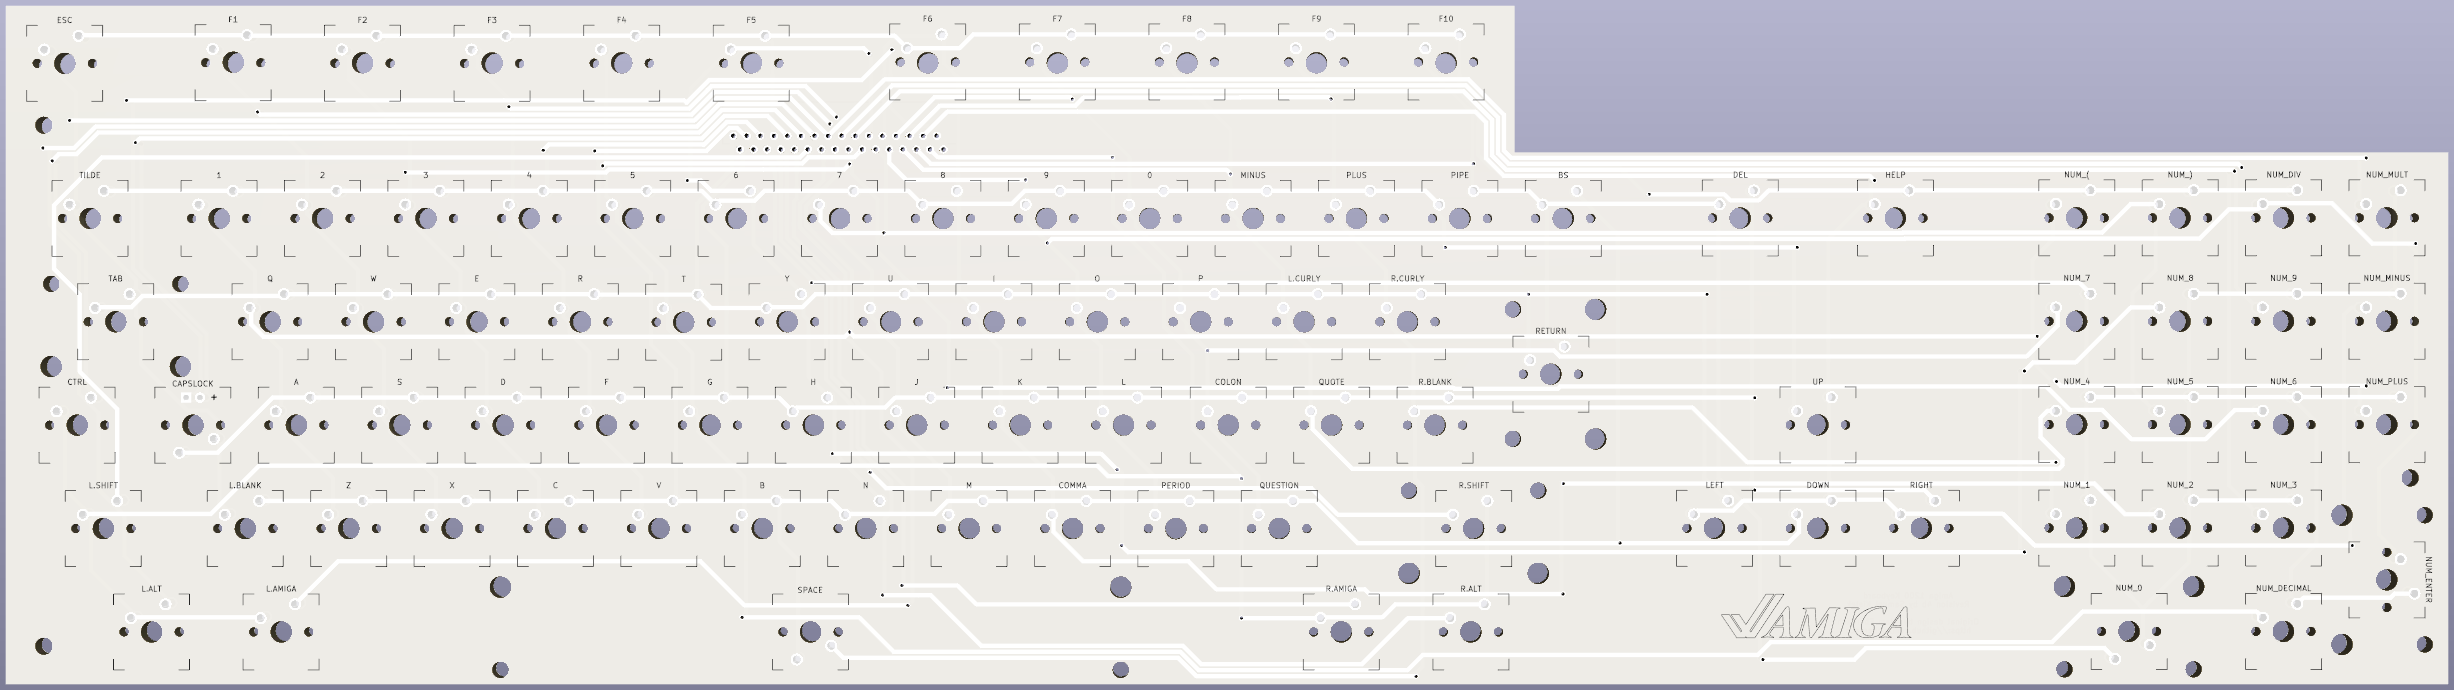 ESC F1 F2 F3 F4 F5 F6 F7 F8 F9 F10
TILDE 1 2 3 4 5 6 7 8 9 0 MINUS PLUS PIPE BS DEL HELP NUM_( NUM_) NUM_DIV NUM_MULT
TAB Q W E R T Y U I O P L.CURLY R.CURLY NUM_7 NUM_8 NUM_9 NUM_MINUS
RETURN
CTRL CAPSLOCK A S D F G H J K L COLON QUOTE R.BLANK UP NUM_4 NUM_5 NUM_6 NUM_PLUS
+
L.SHIFT L.BLANK Z X C V B N M COMMA PERIOD QUESTION R.SHIFT LEFT DOWN RIGHT NUM_1 NUM_2 NUM_3
NUM_ENTER
L.ALT L.AMIGA SPACE R.AMIGA R.ALT NUM_0 NUM_DECIMAL
AMIGA